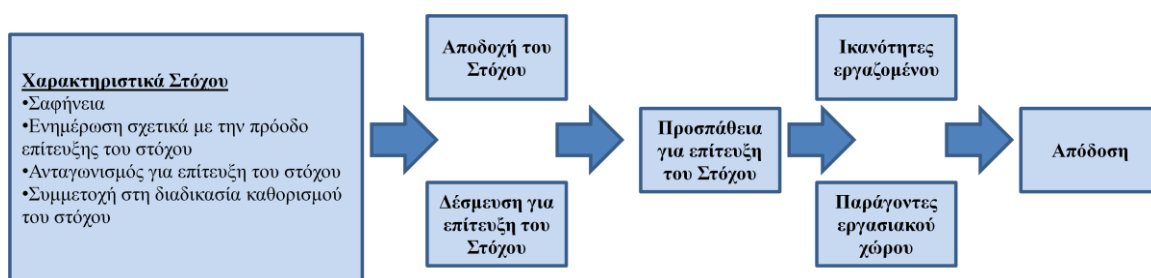 Χαρακτηριστικά Στόχου
•Σαφήνεια
•Ενημέρωση σχετικά με την πρόοδο
επίτευξης του στόχου
•Ανταγωνισμός για επίτευξη του στόχου
•Συμμετοχή στη διαδικασία καθορισμού
του στόχου
Αποδοχή του
Στόχου
Δέσμευση για
επίτευξη του
Στόχου
Προσπάθεια
για επίτευξη
του Στόχου
Ικανότητες
εργαζομένου
Παράγοντες
εργασιακού
χώρου
Απόδοση